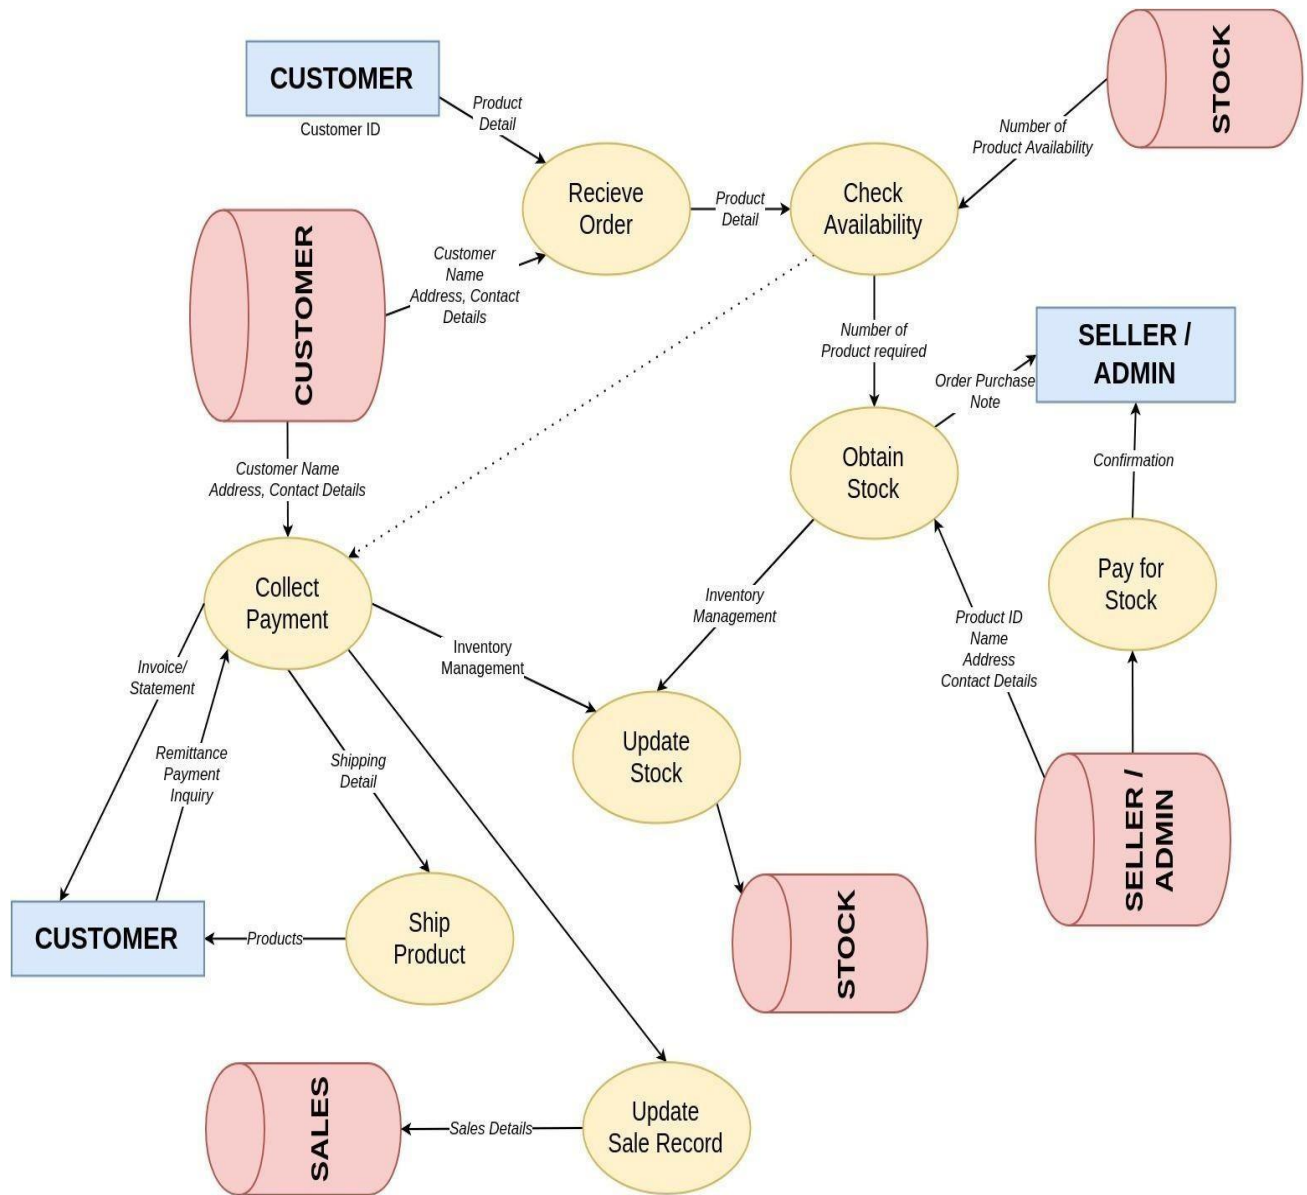 CUSTOMER
Customer ID
Product
Detail
STOCK
Number of
Product Availability
Recieve
Order
Product
Detail
Check
Availability
CUSTOMER
Customer
Name
Address, Contact
Details
Number of
Product required
SELLER /
ADMIN
Order Purchase
Note
Customer Name
Address, Contact Details
Obtain
Stock
Confirmation
Collect
Payment
Pay for
Stock
Inventory
Management
Product ID
Name
Address
Contact Details
Invoice/
Statement
Inventory
Management
Remittance
Payment
Inquiry
Shipping
Detail
Update
Stock
SELLER /
ADMIN
CUSTOMER
Products
Ship
Product
STOCK
SALES
Sales Details
Update
Sale Record